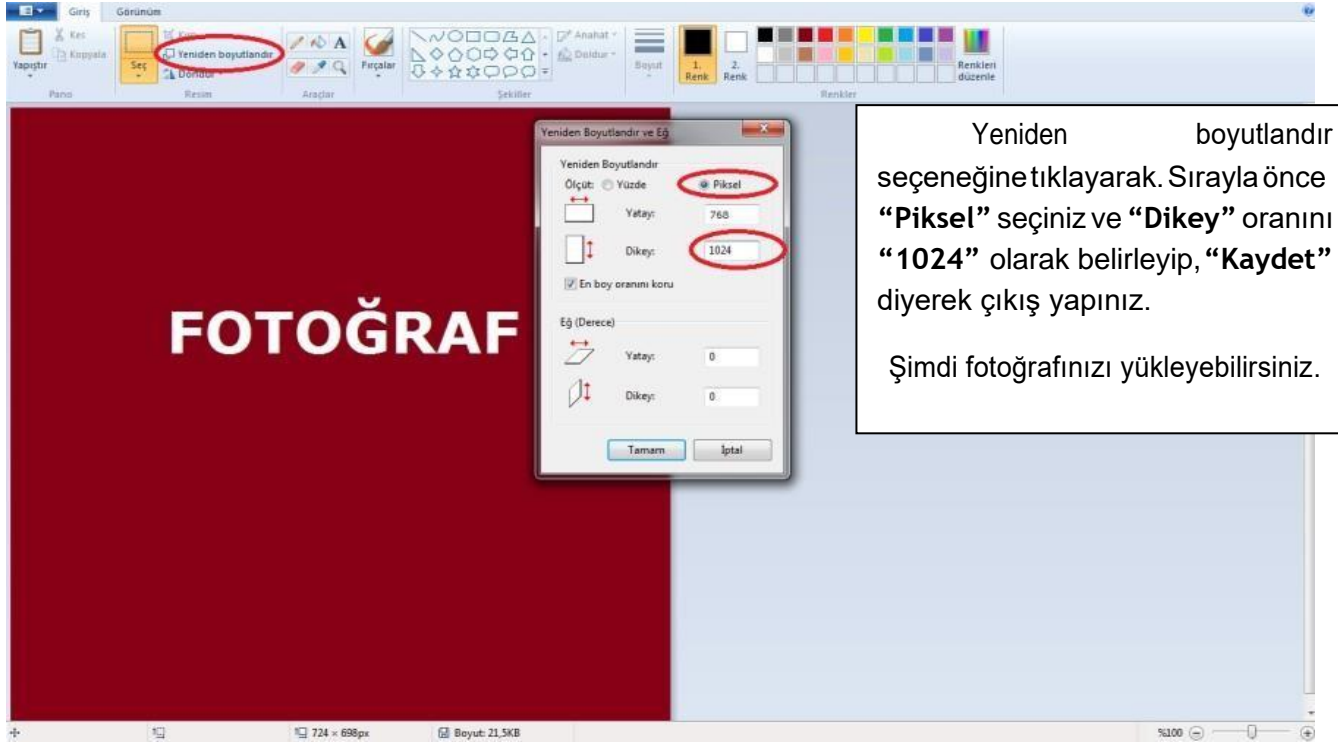 Giriş Görünüm
Yapıştır
Kes
Kopyala
Pano
Seç
Yeniden boyutlandır
Döndür
Resim
A
Araçlar
Fırçalar
Şekiller
Anahat
Doldur
Boyut
1. Renk
2. Renk
Renkler
Renkleri düzenle
FOTOĞRAF
Yeniden Boyutlandır ve Eğ
Yeniden Boyutlandır
Ölçüt: Yüzde Piksel
Yatay: 768
Dikey: 1024
En boy oranını koru
Eğ (Derece)
Yatay: 0
Dikey: 0
Tamam İptal
Yeniden boyutlandır
seçeneğine tıklayarak. Sırayla önce
“Piksel” seçiniz ve “Dikey” oranını
“1024” olarak belirleyip, “Kaydet”
diyerek çıkış yapınız.
Şimdi fotoğrafınızı yükleyebilirsiniz.
724 × 698px
Boyut: 21,5KB
%100